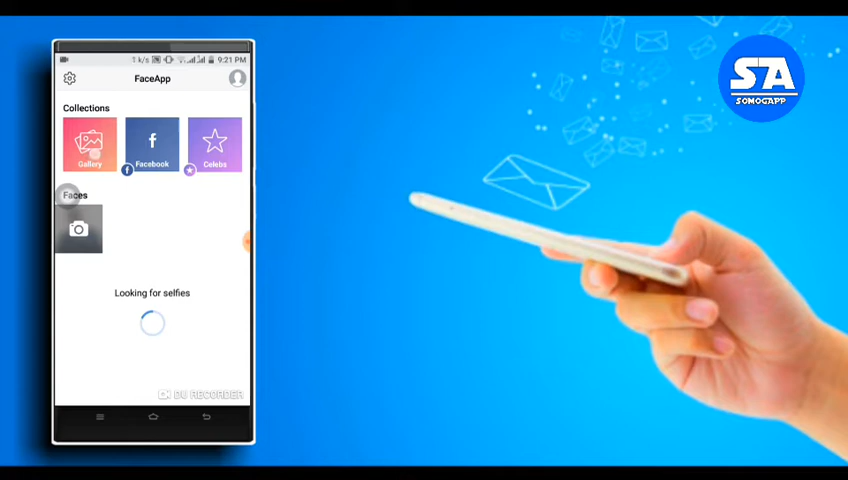 9:21 PM
FaceApp
Collections
Gallery
Facebook
Celebs
Faces
Looking for selfies
DU RECORDER
SA
SOMOGAPP